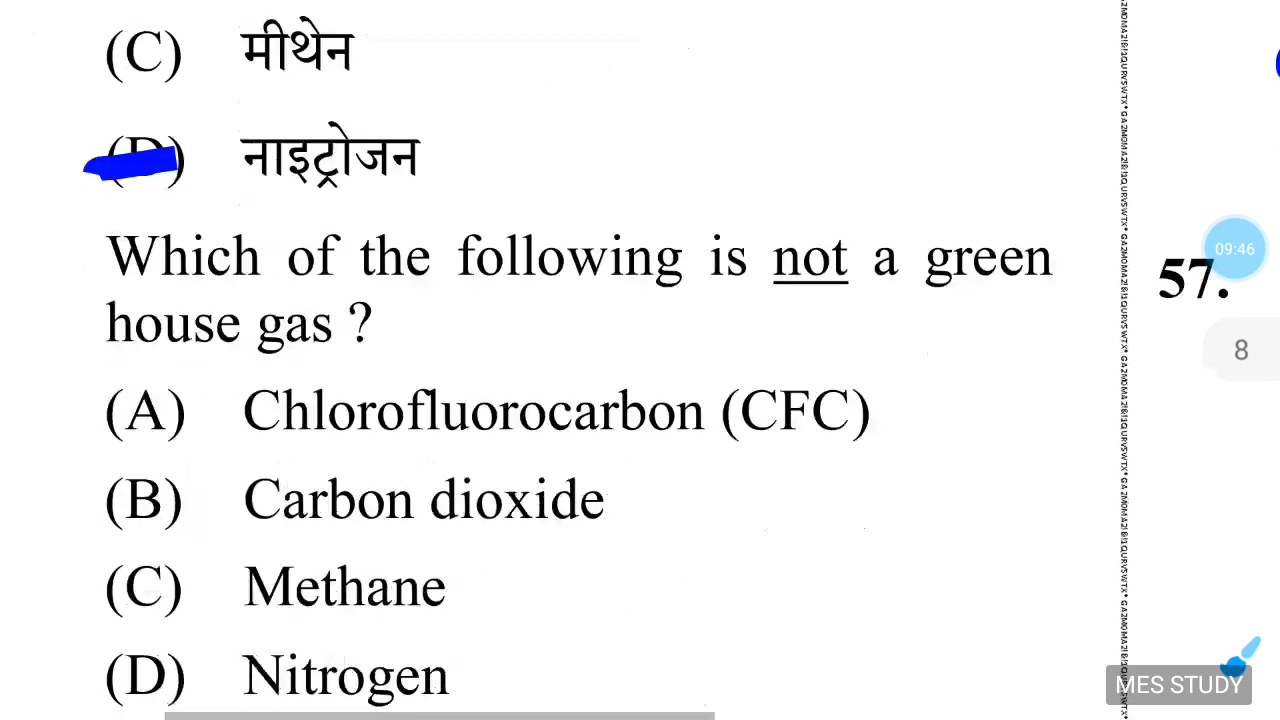 (C) मीथेन
(D) नाइट्रोजन
Which of the following is not a green
house gas ?
(A) Chlorofluorocarbon (CFC)
(B) Carbon dioxide
(C) Methane
(D) Nitrogen
57.
09:46
8
MES STUDY